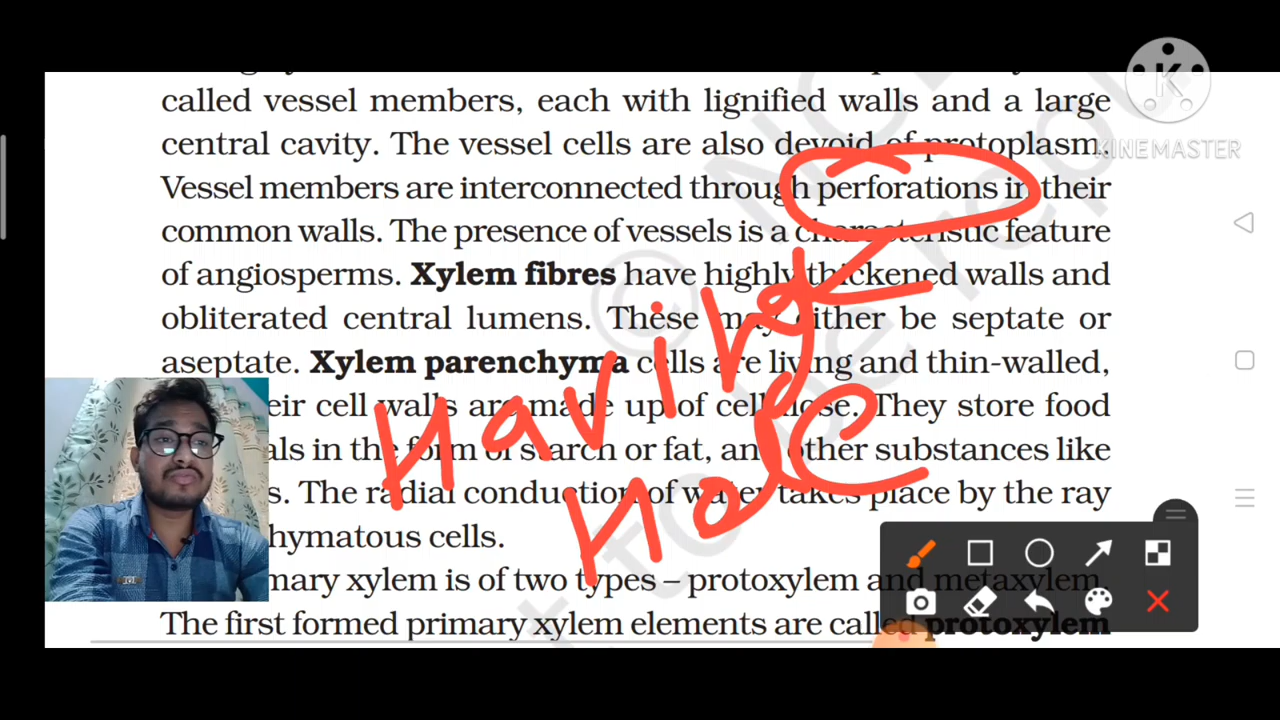 called vessel members, each with lignified walls and a large
central cavity. The vessel cells are also devoid of protoplasm.
KINEMASTER
Vessel members are interconnected through perforations in their
common walls. The presence of vessels is a characteristic feature
of angiosperms. Xylem fibres have highly thickened walls and
obliterated central lumens. These may either be septate or
aseptate. Xylem parenchyma cells are living and thin-walled,
eir cell walls are made up of cellulose. They store food
als in the form of starch or fat, and other substances like
s. The radial conduction of water takes place by the ray
hymatous cells.
mary xylem is of two types – protoxylem and metaxylem.
The first formed primary xylem elements are called protoxylem
Having
Hole